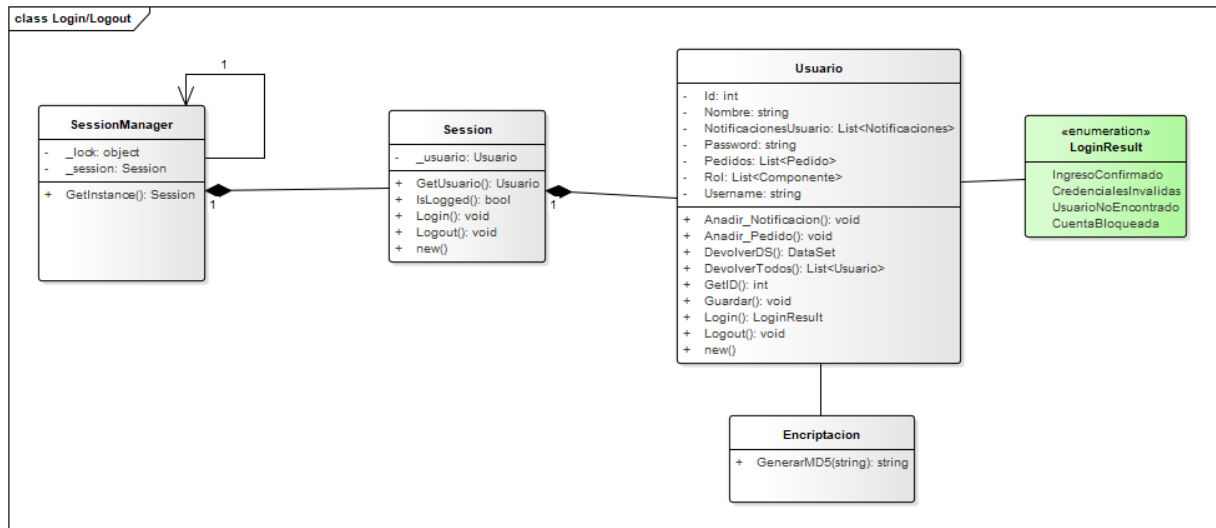 class Login/Logout
1
SessionManager
- _lock: object
- _session: Session
+ GetInstance(): Session
1
Session
- _usuario: Usuario
+ GetUsuario(): Usuario
+ IsLogged(): bool
+ Login(): void
+ Logout(): void
+ new()
1
Usuario
- Id: int
- Nombre: string
- NotificacionesUsuario: List<Notificaciones>
- Password: string
- Pedidos: List<Pedido>
- Rol: List<Componente>
- Username: string
+ Anadir_Notificacion(): void
+ Anadir_Pedido(): void
+ DevolverDS(): DataSet
+ DevolverTodos(): List<Usuario>
+ GetID(): int
+ Guardar(): void
+ Login(): LoginResult
+ Logout(): void
+ new()
«enumeration»
LoginResult
IngresoConfirmado
CredencialesInvalidas
UsuarioNoEncontrado
CuentaBloqueada
Encriptacion
+ GenerarMD5(string): string